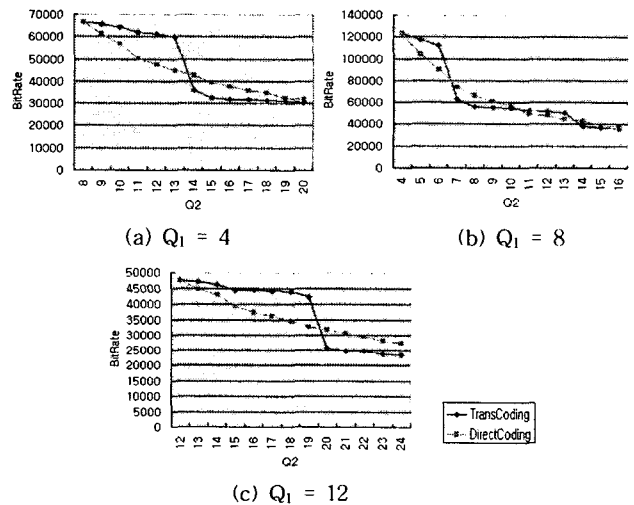 70000
60000
50000
40000
30000
20000
10000
0
BitRate
8 9 10 11 12 13 14 15 16 17 18 19 20
Q2
(a) Q1 = 4
140000
120000
100000
80000
60000
40000
20000
0
BitRate
4 5 6 7 8 9 10 11 12 13 14 15 16
Q2
(b) Q1 = 8
50000
45000
40000
35000
30000
25000
20000
15000
10000
5000
0
BitRate
12 13 14 15 16 17 18 19 20 21 22 23 24
Q2
TransCoding
DirectCoding
(c) Q1 = 12